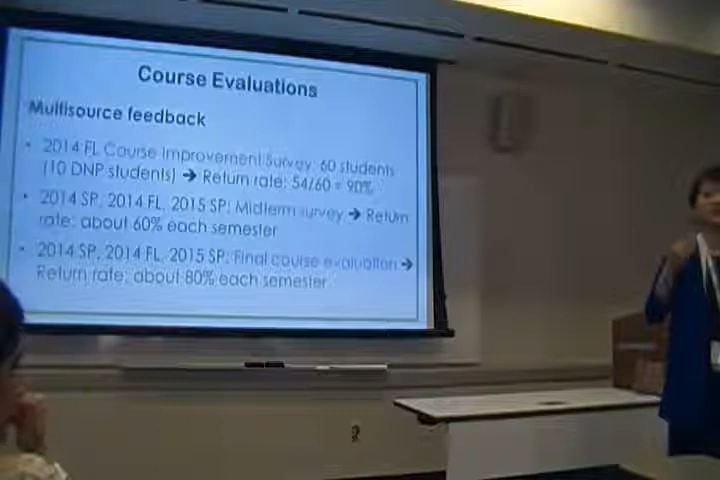 Course Evaluations
Multisource feedback
• 2014 FL Course Improvement Survey: 60 students
(10 DNP students) → Return rate: 54/60 = 90%
• 2014 SP, 2014 FL, 2015 SP: Midterm survey → Return
rate: about 60% each semester
• 2014 SP, 2014 FL, 2015 SP: Final course evaluation →
Return rate: about 80% each semester